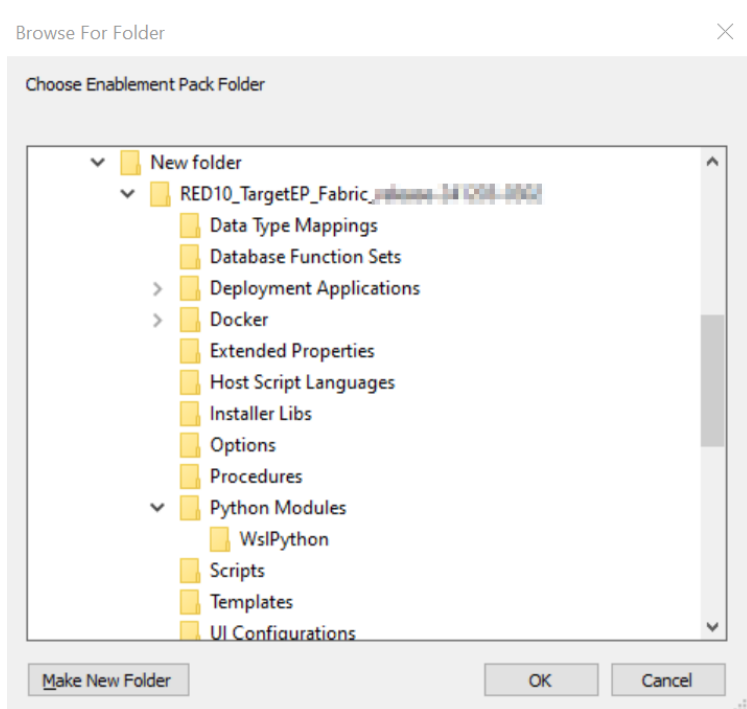 Browse For Folder
Choose Enablement Pack Folder
New folder
RED10_TargetEP_Fabric_
Data Type Mappings
Database Function Sets
Deployment Applications
Docker
Extended Properties
Host Script Languages
Installer Libs
Options
Procedures
Python Modules
WslPython
Scripts
Templates
UI Configurations
Make New Folder
OK
Cancel